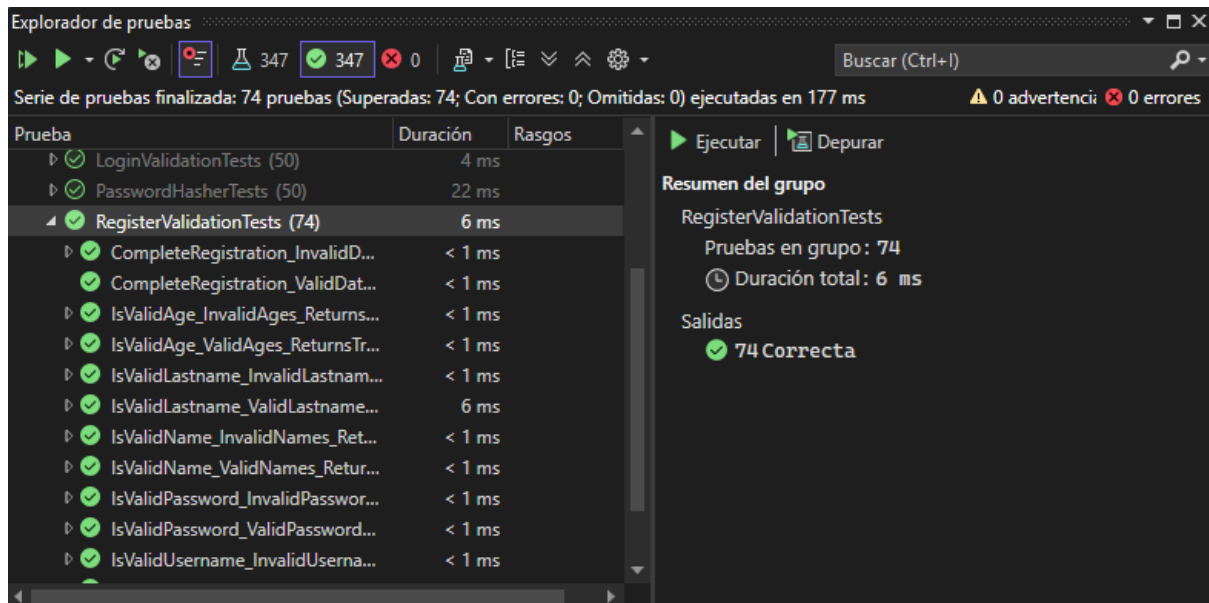 Explorador de pruebas
347 347 0 Buscar (Ctrl+I)
Serie de pruebas finalizada: 74 pruebas (Superadas: 74; Con errores: 0; Omitidas: 0) ejecutadas en 177 ms 0 advertencia 0 errores
Prueba Duración Rasgos
LoginValidationTests (50) 4 ms
PasswordHasherTests (50) 22 ms
RegisterValidationTests (74) 6 ms
CompleteRegistration_InvalidD... < 1 ms
CompleteRegistration_ValidDat... < 1 ms
IsValidAge_InvalidAges_Returns... < 1 ms
IsValidAge_ValidAges_ReturnsTr... < 1 ms
IsValidLastname_InvalidLastnam... < 1 ms
IsValidLastname_ValidLastname... 6 ms
IsValidName_InvalidNames_Ret... < 1 ms
IsValidName_ValidNames_Retur... < 1 ms
IsValidPassword_InvalidPasswor... < 1 ms
IsValidPassword_ValidPassword... < 1 ms
IsValidUsername_InvalidUserna... < 1 ms
Ejecutar Depurar
Resumen del grupo
RegisterValidationTests
Pruebas en grupo: 74
Duración total: 6 ms
Salidas
74 Correcta